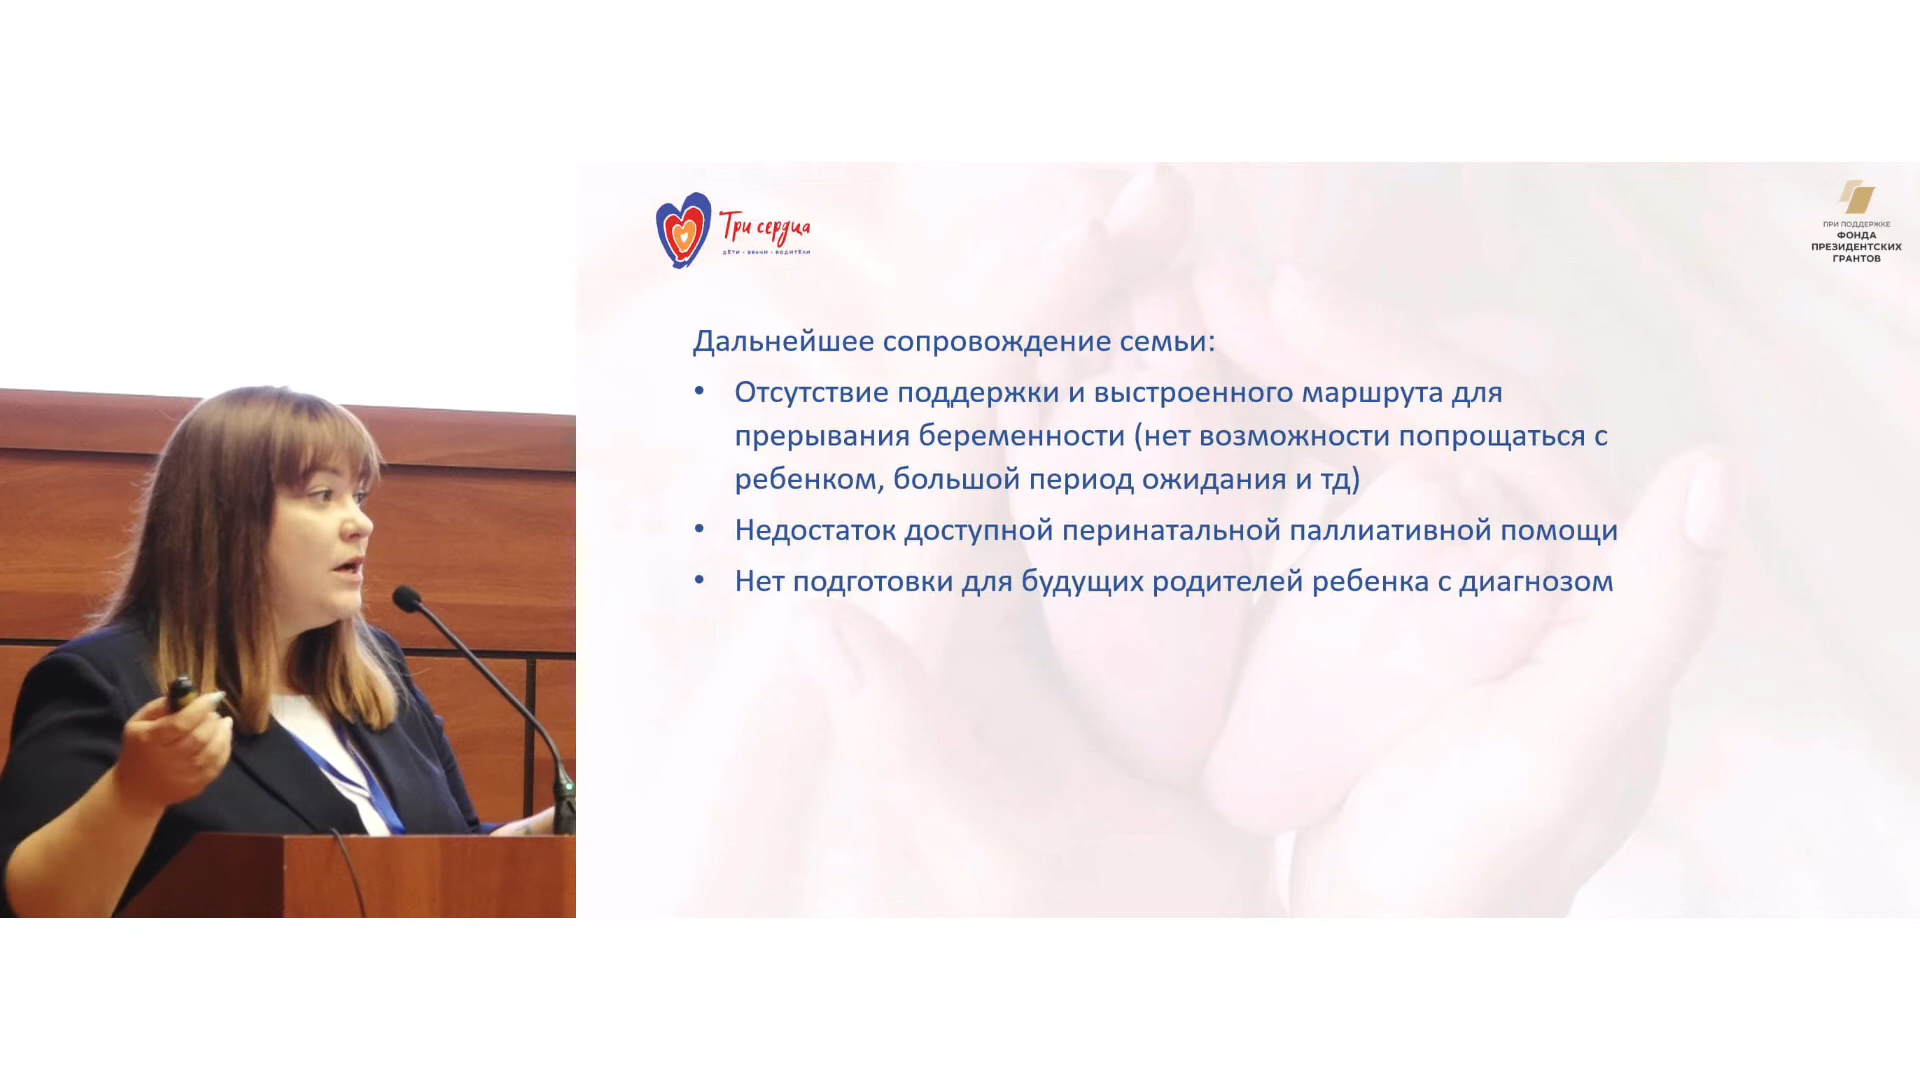 Три сердца
ДЕТИ - ВРАЧИ - РОДИТЕЛИ
ПРИ ПОДДЕРЖКЕ
ФОНДА
ПРЕЗИДЕНТСКИХ
ГРАНТОВ
Дальнейшее сопровождение семьи:
• Отсутствие поддержки и выстроенного маршрута для
прерывания беременности (нет возможности попрощаться с
ребенком, большой период ожидания и тд)
• Недостаток доступной перинатальной паллиативной помощи
• Нет подготовки для будущих родителей ребенка с диагнозом